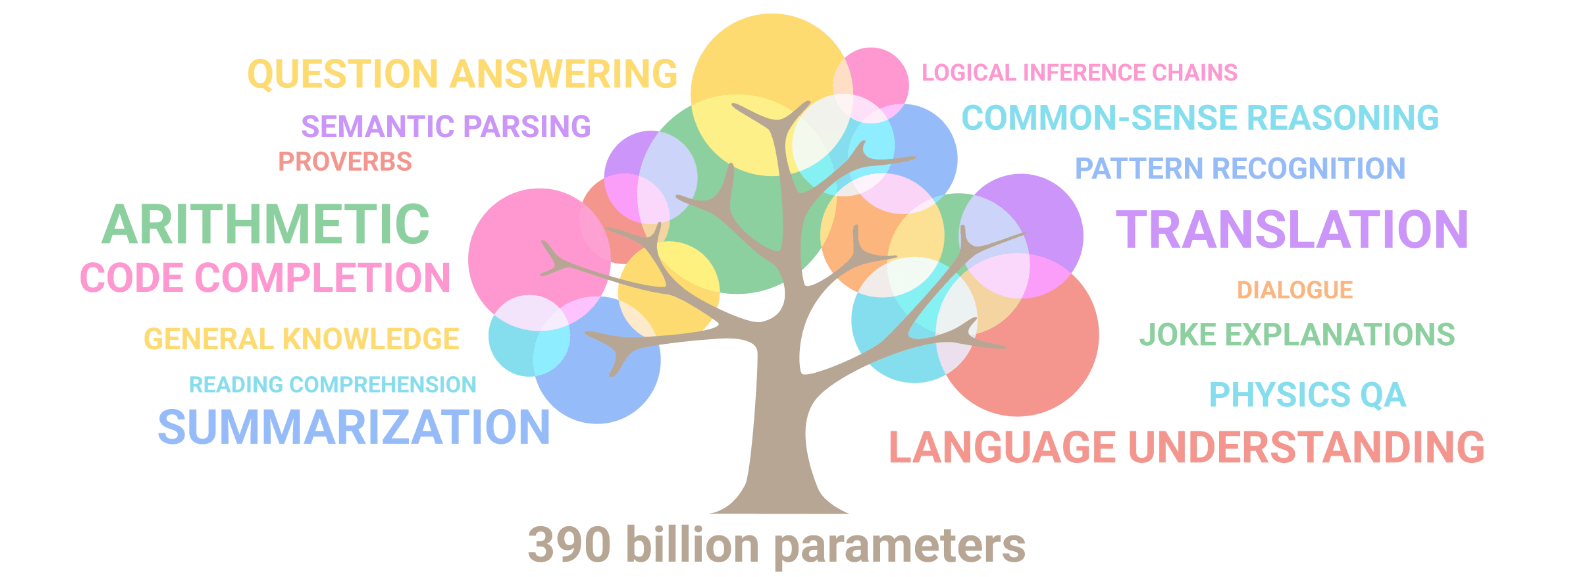 QUESTION ANSWERING
SEMANTIC PARSING
PROVERBS
ARITHMETIC
CODE COMPLETION
GENERAL KNOWLEDGE
READING COMPREHENSION
SUMMARIZATION
LOGICAL INFERENCE CHAINS
COMMON-SENSE REASONING
PATTERN RECOGNITION
TRANSLATION
DIALOGUE
JOKE EXPLANATIONS
PHYSICS QA
LANGUAGE UNDERSTANDING
390 billion parameters